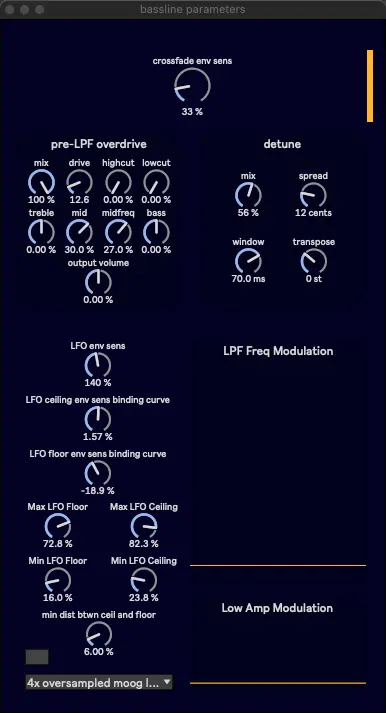 bassline parameters
crossfade env sens
33 %
pre-LPF overdrive
mix drive highcut lowcut
100 % 12.6 0.00 % 0.00 %
treble mid midfreq bass
0.00 % 30.0 % 27.0 % 0.00 %
output volume
0.00 %
detune
mix spread
56 % 12 cents
window transpose
70.0 ms 0 st
LFO env sens
140 %
LFO ceiling env sens binding curve
1.57 %
LFO floor env sens binding curve
-18.9 %
Max LFO Floor Max LFO Ceiling
72.8 % 82.3 %
Min LFO Floor Min LFO Ceiling
16.0 % 23.8 %
min dist btwn ceil and floor
6.00 %
4x oversampled moog l...
LPF Freq Modulation
Low Amp Modulation